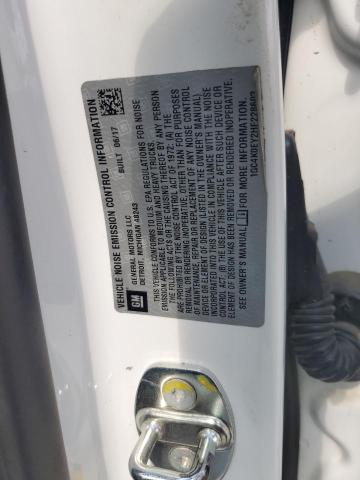 VEHICLE NOISE EMISSION CONTROL INFORMATION
GM
GENERAL MOTORS LLC
DETROIT, MICHIGAN 48243
BUILT 06/17
THIS VEHICLE CONFORMS TO U.S. EPA REGULATIONS FOR NOISE
EMISSION APPLICABLE TO MEDIUM AND HEAVY TRUCKS.
THE FOLLOWING ACTS OR THE CAUSING THEREOF BY ANY PERSON
ARE PROHIBITED BY THE NOISE CONTROL ACT OF 1972: (A) THE
REMOVAL OR RENDERING INOPERATIVE, OTHER THAN FOR PURPOSES
OF MAINTENANCE, REPAIR OR REPLACEMENT, OF ANY NOISE CONTROL
DEVICE OR ELEMENT OF DESIGN (LISTED IN THE OWNER'S MANUAL)
INCORPORATED INTO THIS VEHICLE IN COMPLIANCE WITH THE NOISE
CONTROL ACT; (B) THE USE OF THIS VEHICLE AFTER SUCH DEVICE OR
ELEMENT OF DESIGN HAS BEEN REMOVED OR RENDERED INOPERATIVE.
SEE OWNER'S MANUAL